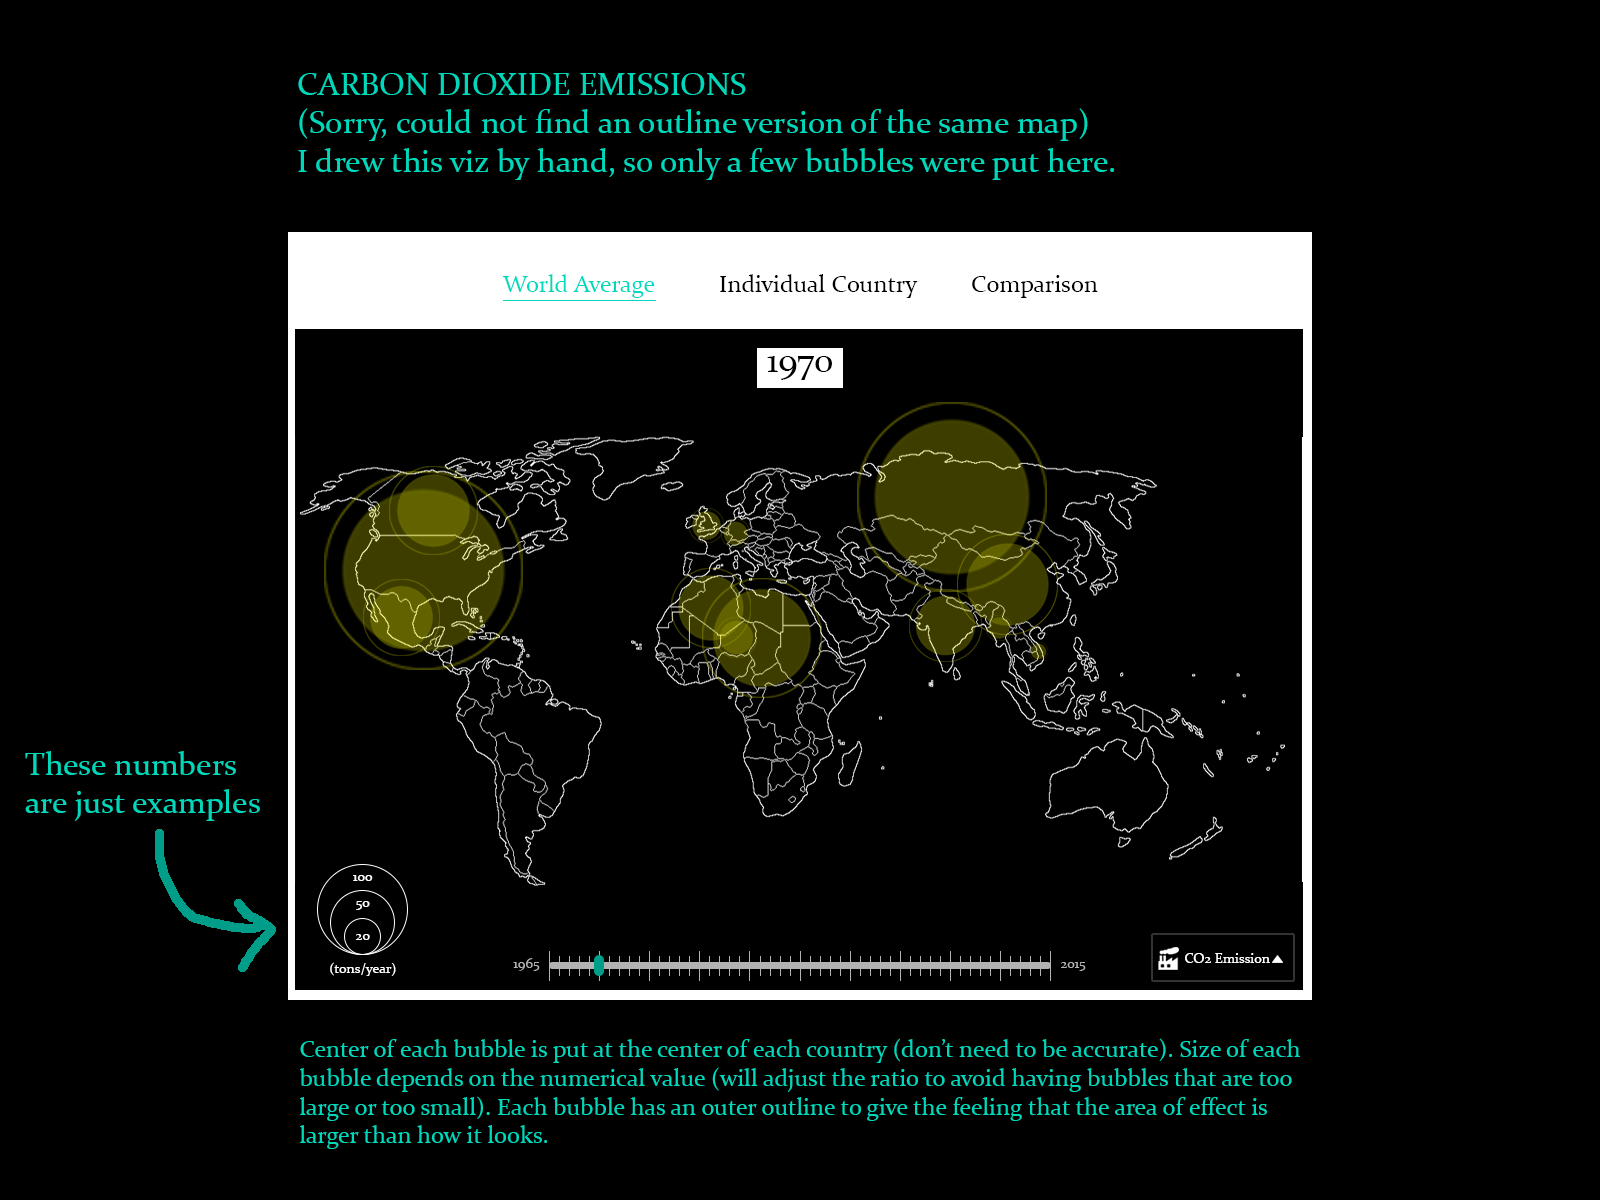 CARBON DIOXIDE EMISSIONS
(Sorry, could not find an outline version of the same map)
I drew this viz by hand, so only a few bubbles were put here.
World Average
Individual Country
Comparison
1970
These numbers
are just examples
100
50
20
(tons/year)
1965
2015
CO2 Emission
Center of each bubble is put at the center of each country (don't need to be accurate). Size of each
bubble depends on the numerical value (will adjust the ratio to avoid having bubbles that are too
large or too small). Each bubble has an outer outline to give the feeling that the area of effect is
larger than how it looks.